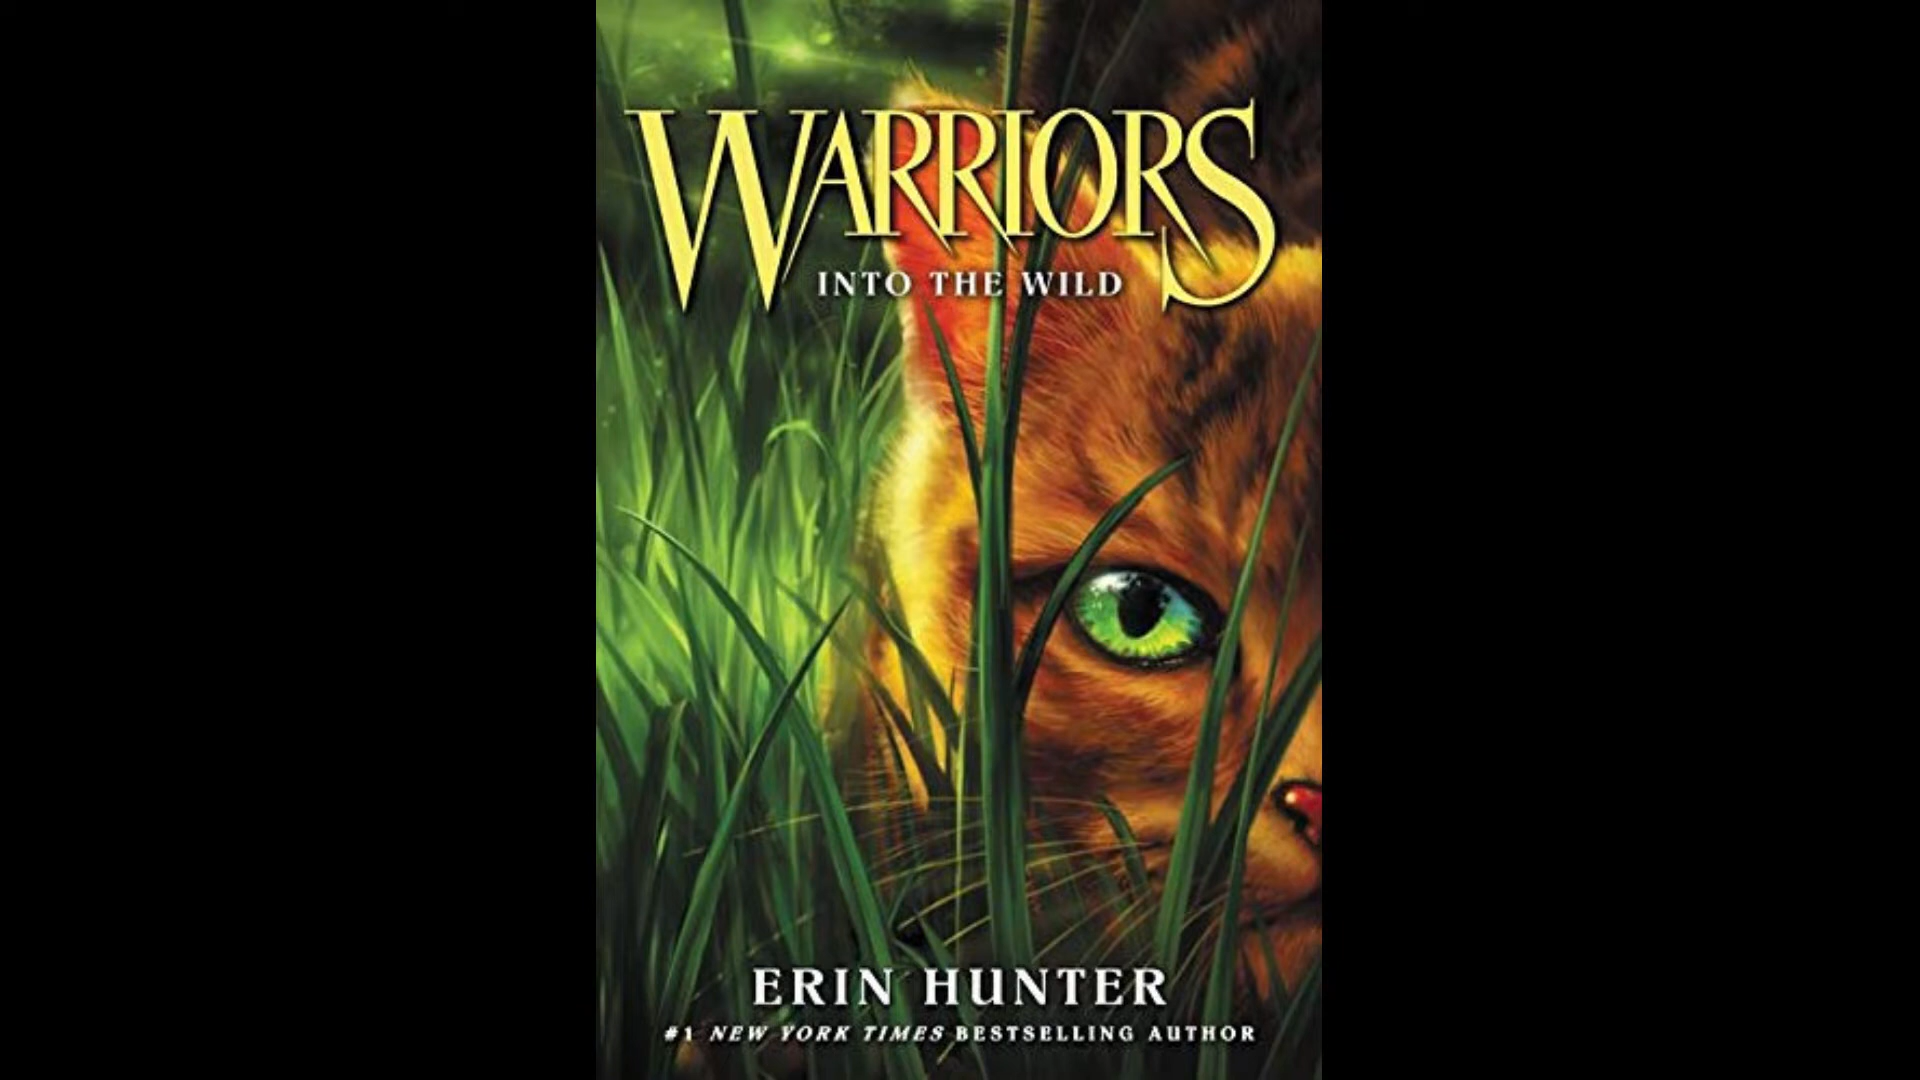 WARRIORS
INTO THE WILD
ERIN HUNTER
#1 NEW YORK TIMES BESTSELLING AUTHOR